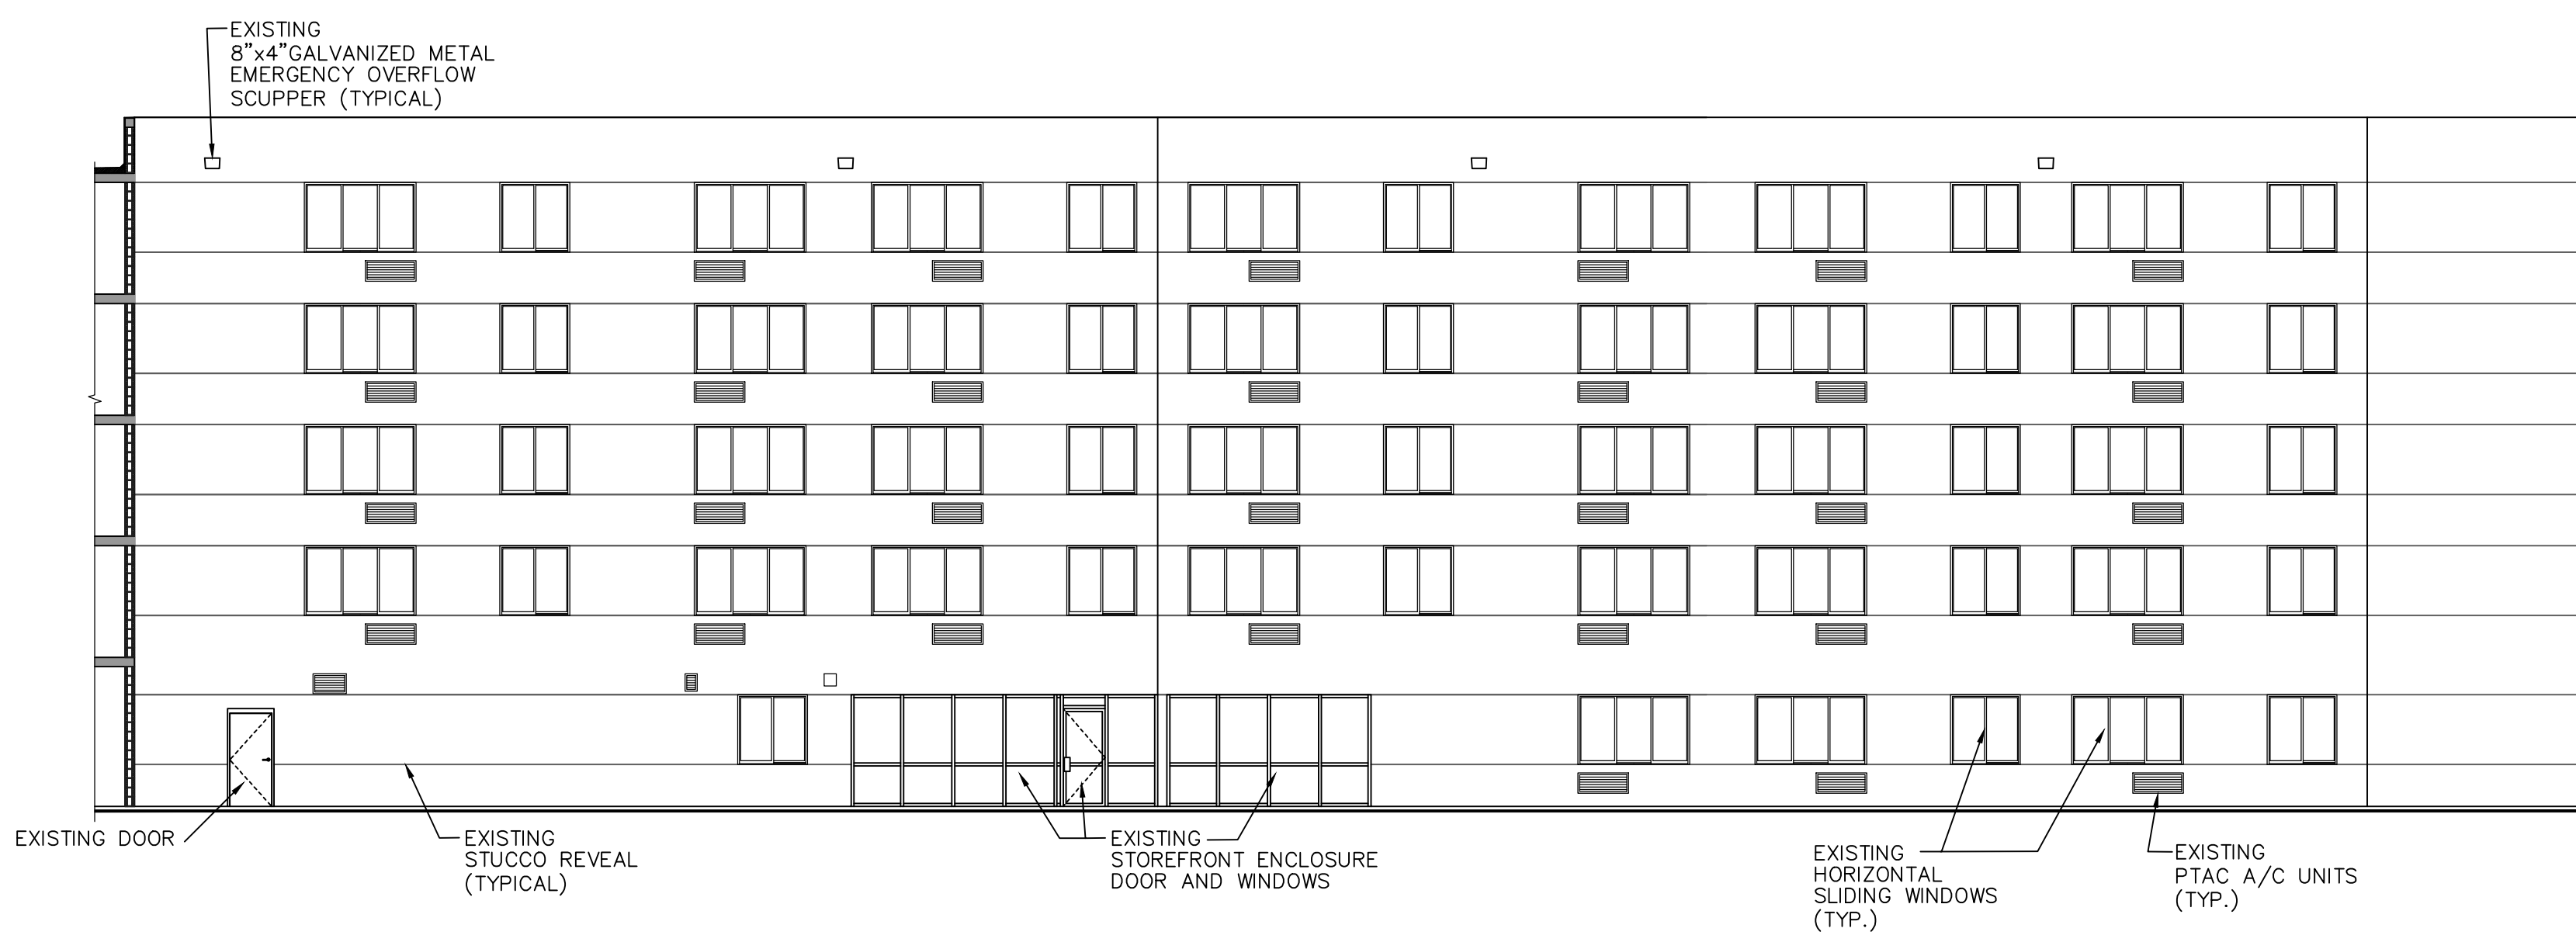 EXISTING
8"x4"GALVANIZED METAL
EMERGENCY OVERFLOW
SCUPPER (TYPICAL)
EXISTING DOOR
EXISTING
STUCCO REVEAL
(TYPICAL)
EXISTING
STOREFRONT ENCLOSURE
DOOR AND WINDOWS
EXISTING
HORIZONTAL
SLIDING WINDOWS
(TYP.)
EXISTING
PTAC A/C UNITS
(TYP.)